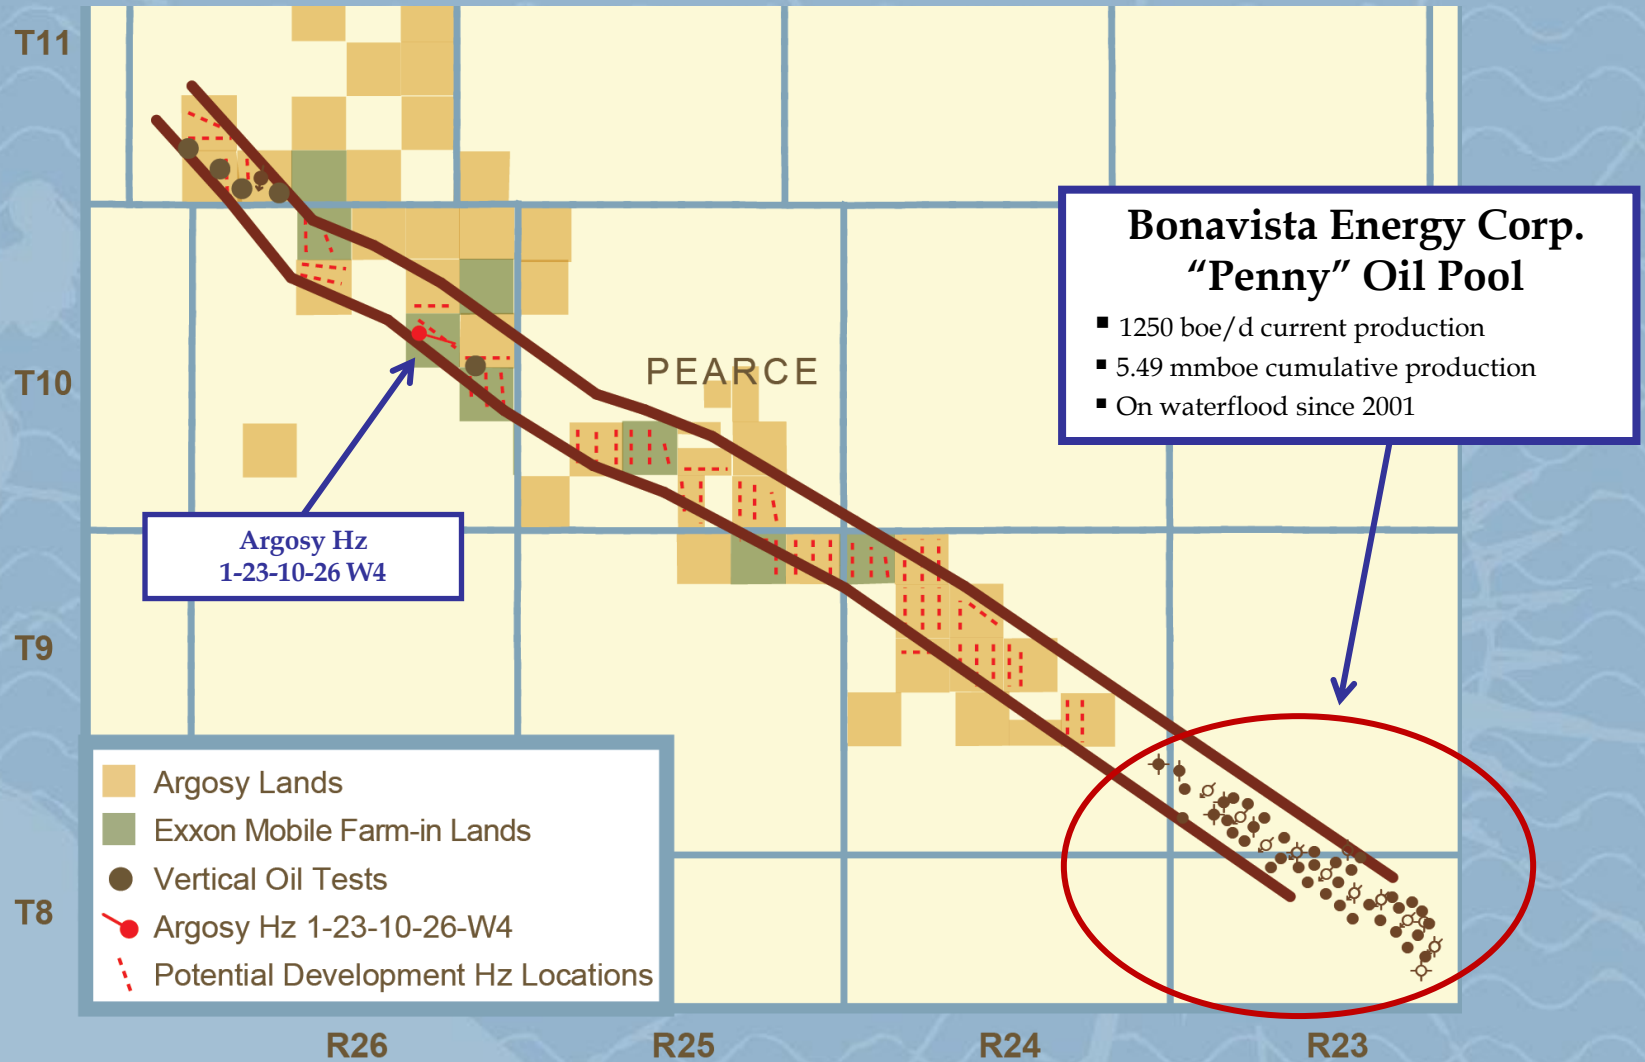 T11
Bonavista Energy Corp.
“Penny” Oil Pool
▪ 1250 boe/d current production
▪ 5.49 mmboe cumulative production
▪ On waterflood since 2001
PEARCE
T10
Argosy Hz
1-23-10-26 W4
T9
Argosy Lands
Exxon Mobile Farm-in Lands
Vertical Oil Tests
Argosy Hz 1-23-10-26-W4
Potential Development Hz Locations
T8
R26
R25
R24
R23